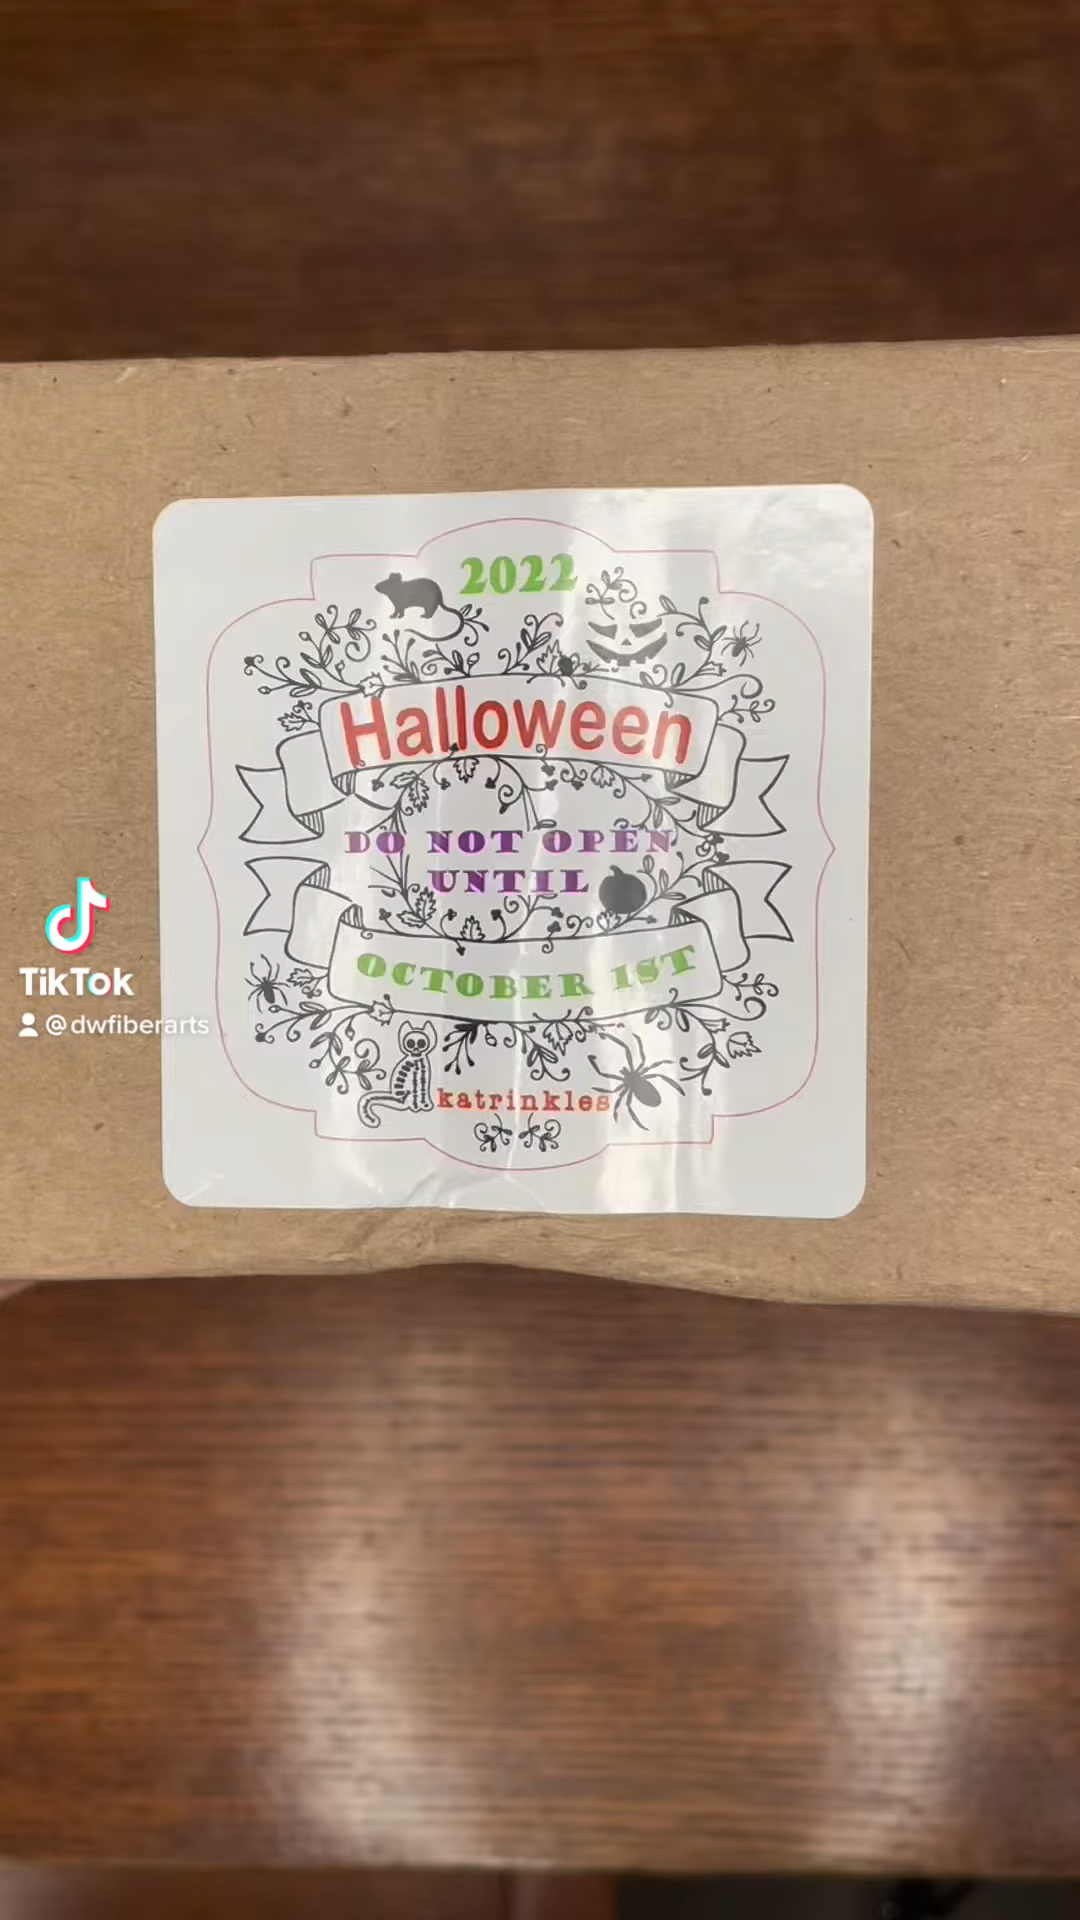 2022
Halloween
DO NOT OPEN
UNTIL
OCTOBER 1ST
katrinkles
TikTok
@dwfiberarts